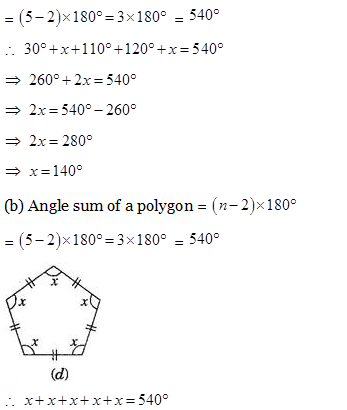 = (5−2)×180° = 3×180° = 540°
∴ 30°+x+110°+120°+x=540°
⇒ 260°+2x=540°
⇒ 2x=540°−260°
⇒ 2x=280°
⇒ x=140°
(b) Angle sum of a polygon = (n−2)×180°
= (5−2)×180°=3×180° = 540°
x
x x
x x
(d)
∴ x+x+x+x+x=540°